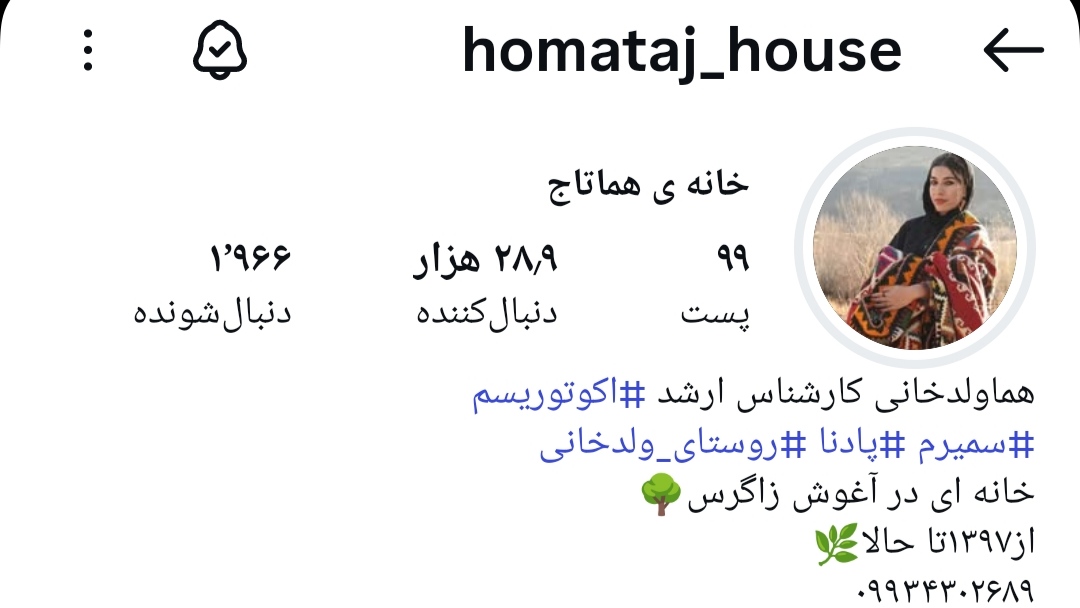 homataj_house
خانه ی هماتاج
۹۹ ۲۸٫۹ هزار ۱٬۹۶۶
پست دنبال‌کننده دنبال‌شونده
هماولدخانی کارشناس ارشد #اکوتوریسم
#سمیرم #پادنا #روستای_ولدخانی
خانه ای در آغوش زاگرس🌳
از۱۳۹۷تا حالا🌿
۰۹۹۳۴۳۰۲۶۸۹